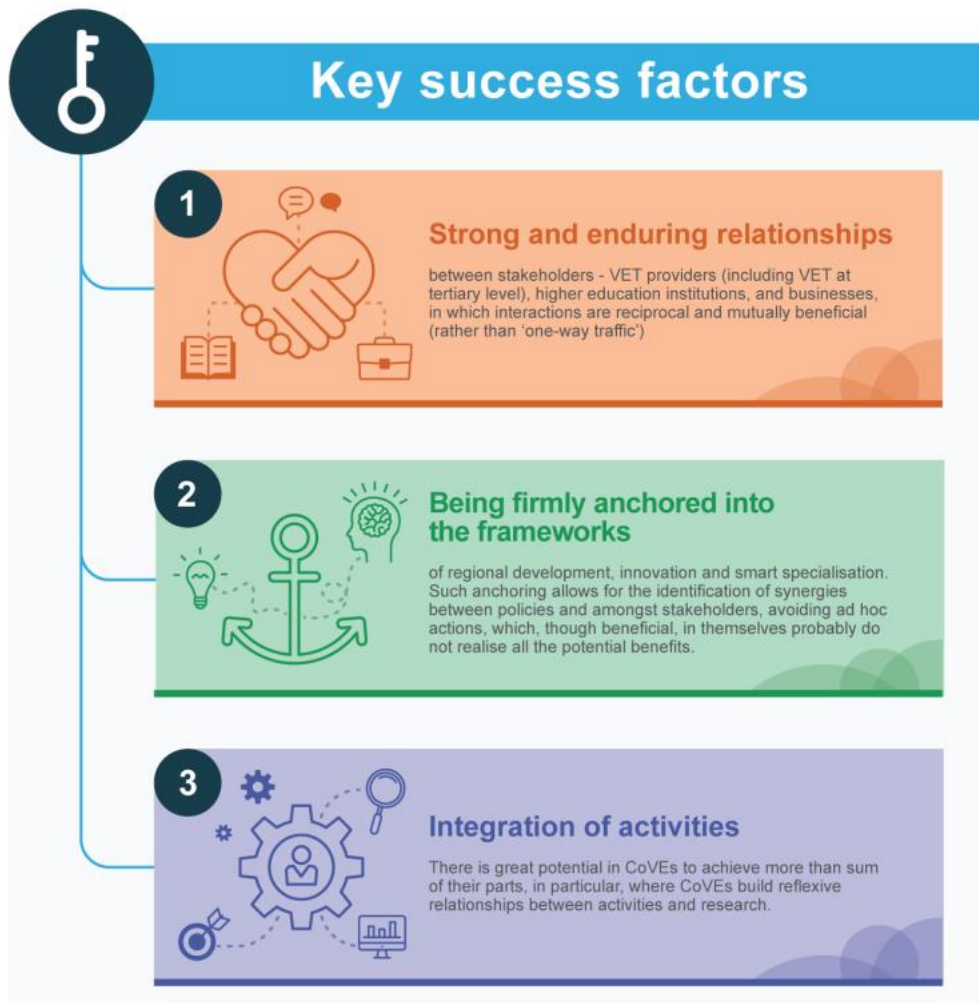 Key success factors
1
Strong and enduring relationships
between stakeholders - VET providers (including VET at
tertiary level), higher education institutions, and businesses,
in which interactions are reciprocal and mutually beneficial
(rather than ‘one-way traffic’)
2
Being firmly anchored into
the frameworks
of regional development, innovation and smart specialisation.
Such anchoring allows for the identification of synergies
between policies and amongst stakeholders, avoiding ad hoc
actions, which, though beneficial, in themselves probably do
not realise all the potential benefits.
3
Integration of activities
There is great potential in CoVEs to achieve more than sum
of their parts, in particular, where CoVEs build reflexive
relationships between activities and research.